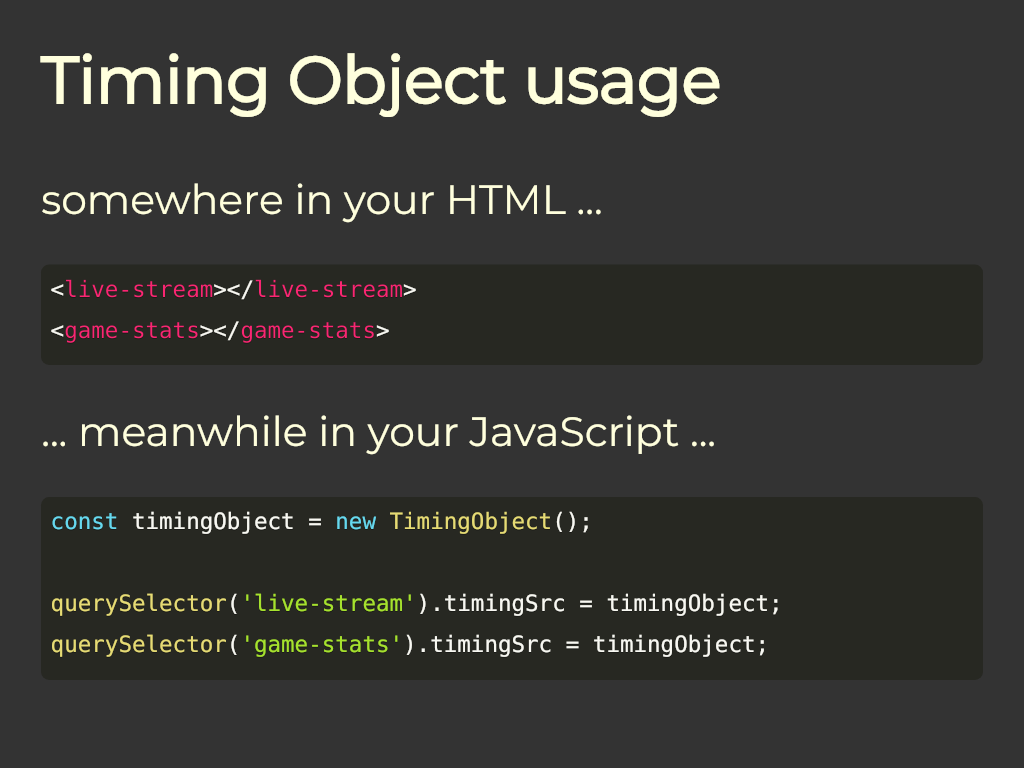 Timing Object usage
somewhere in your HTML ...
<live-stream></live-stream>
<game-stats></game-stats>
... meanwhile in your JavaScript ...
const timingObject = new TimingObject();
querySelector('live-stream').timingSrc = timingObject;
querySelector('game-stats').timingSrc = timingObject;